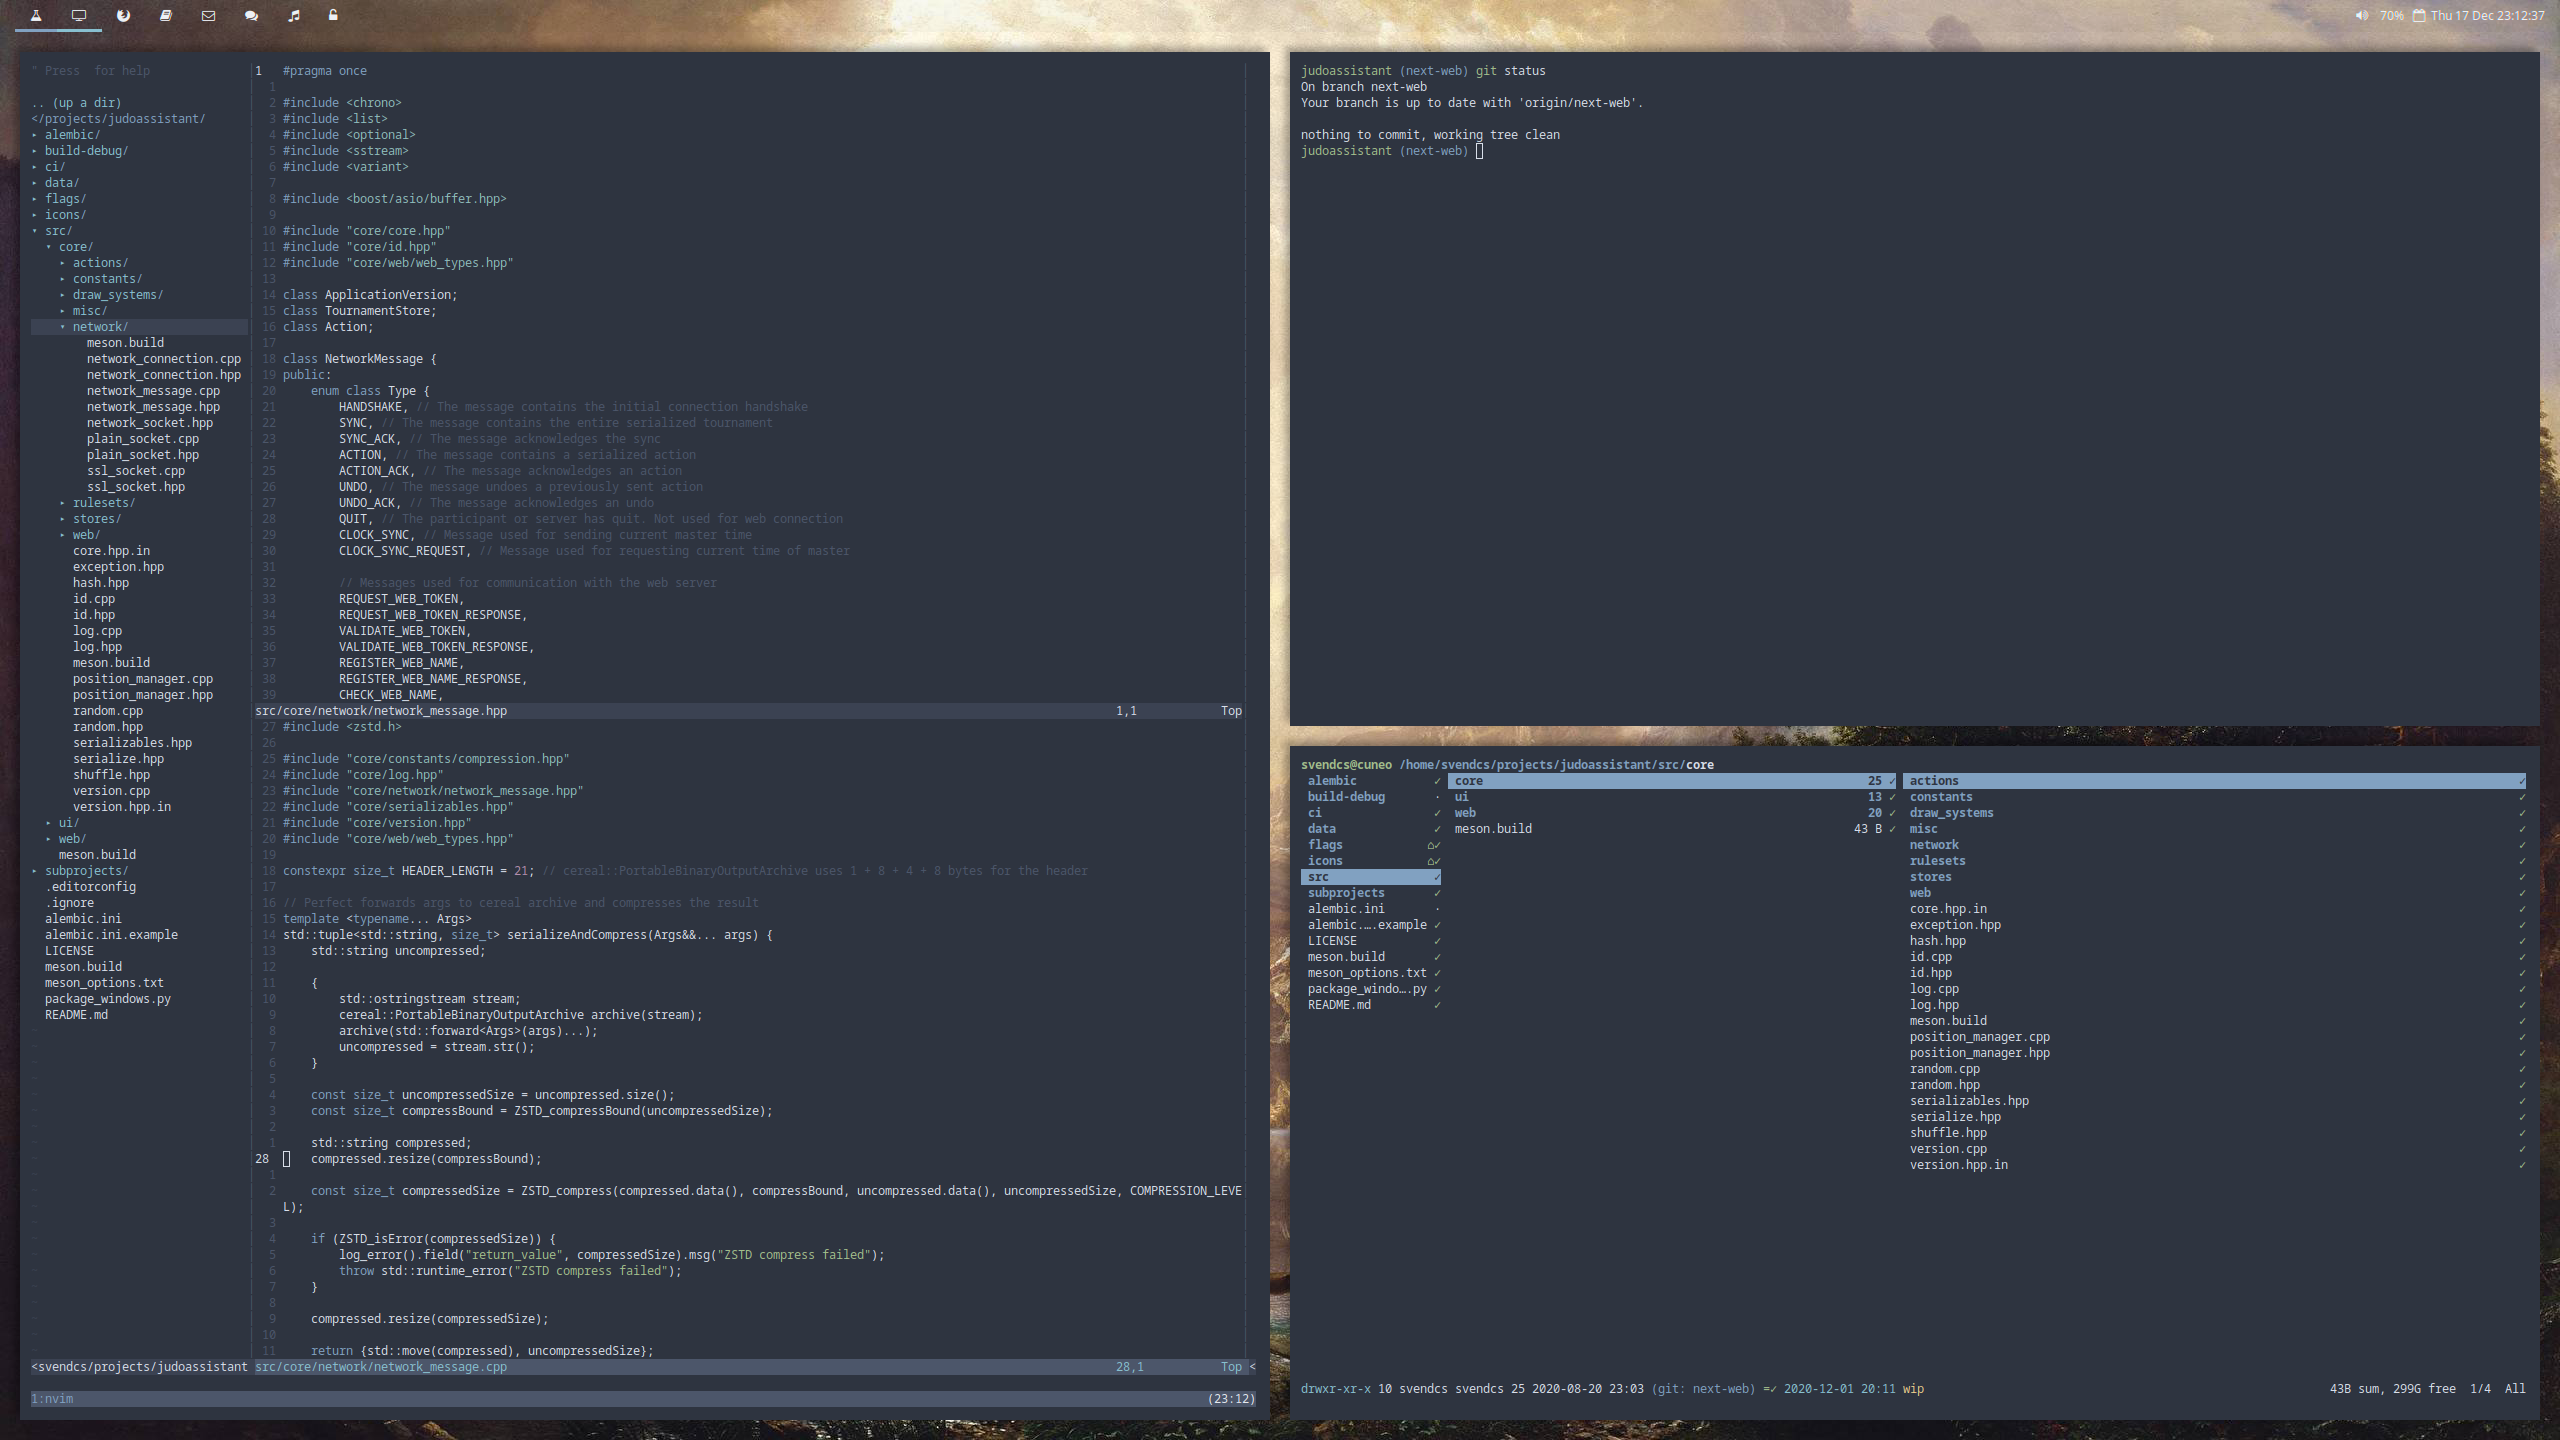 70% Thu 17 Dec 23:12:37
" Press  for help
.. (up a dir)
</projects/judoassistant/
▸ alembic/
▸ build-debug/
▸ ci/
▸ data/
▸ flags/
▸ icons/
▾ src/
▾ core/
▸ actions/
▸ constants/
▸ draw_systems/
▸ misc/
▾ network/
meson.build
network_connection.cpp
network_connection.hpp
network_message.cpp
network_message.hpp
network_socket.hpp
plain_socket.cpp
plain_socket.hpp
ssl_socket.cpp
ssl_socket.hpp
▸ rulesets/
▸ stores/
▸ web/
core.hpp.in
exception.hpp
hash.hpp
id.cpp
id.hpp
log.cpp
log.hpp
meson.build
position_manager.cpp
position_manager.hpp
random.cpp
random.hpp
serializables.hpp
serialize.hpp
shuffle.hpp
version.cpp
version.hpp.in
▸ ui/
▸ web/
meson.build
▸ subprojects/
.editorconfig
.ignore
alembic.ini
alembic.ini.example
LICENSE
meson.build
meson_options.txt
package_windows.py
README.md
<svendcs/projects/judoassistant
1 #pragma once
1
2 #include <chrono>
3 #include <list>
4 #include <optional>
5 #include <sstream>
6 #include <variant>
7
8 #include <boost/asio/buffer.hpp>
9
10 #include "core/core.hpp"
11 #include "core/id.hpp"
12 #include "core/web/web_types.hpp"
13
14 class ApplicationVersion;
15 class TournamentStore;
16 class Action;
17
18 class NetworkMessage {
19 public:
20 enum class Type {
21 HANDSHAKE, // The message contains the initial connection handshake
22 SYNC, // The message contains the entire serialized tournament
23 SYNC_ACK, // The message acknowledges the sync
24 ACTION, // The message contains a serialized action
25 ACTION_ACK, // The message acknowledges an action
26 UNDO, // The message undoes a previously sent action
27 UNDO_ACK, // The message acknowledges an undo
28 QUIT, // The participant or server has quit. Not used for web connection
29 CLOCK_SYNC, // Message used for sending current master time
30 CLOCK_SYNC_REQUEST, // Message used for requesting current time of master
31
32 // Messages used for communication with the web server
33 REQUEST_WEB_TOKEN,
34 REQUEST_WEB_TOKEN_RESPONSE,
35 VALIDATE_WEB_TOKEN,
36 VALIDATE_WEB_TOKEN_RESPONSE,
37 REGISTER_WEB_NAME,
38 REGISTER_WEB_NAME_RESPONSE,
39 CHECK_WEB_NAME,
src/core/network/network_message.hpp 1,1 Top
27 #include <zstd.h>
26
25 #include "core/constants/compression.hpp"
24 #include "core/log.hpp"
23 #include "core/network/network_message.hpp"
22 #include "core/serializables.hpp"
21 #include "core/version.hpp"
20 #include "core/web/web_types.hpp"
19
18 constexpr size_t HEADER_LENGTH = 21; // cereal::PortableBinaryOutputArchive uses 1 + 8 + 4 + 8 bytes for the header
17
16 // Perfect forwards args to cereal archive and compresses the result
15 template <typename... Args>
14 std::tuple<std::string, size_t> serializeAndCompress(Args&&... args) {
13 std::string uncompressed;
12
11 {
10 std::ostringstream stream;
9 cereal::PortableBinaryOutputArchive archive(stream);
8 archive(std::forward<Args>(args)...);
7 uncompressed = stream.str();
6 }
5
4 const size_t uncompressedSize = uncompressed.size();
3 const size_t compressBound = ZSTD_compressBound(uncompressedSize);
2
1 std::string compressed;
28 compressed.resize(compressBound);
1
2 const size_t compressedSize = ZSTD_compress(compressed.data(), compressBound, uncompressed.data(), uncompressedSize, COMPRESSION_LEVE
L);
3
4 if (ZSTD_isError(compressedSize)) {
5 log_error().field("return_value", compressedSize).msg("ZSTD compress failed");
6 throw std::runtime_error("ZSTD compress failed");
7 }
8
9 compressed.resize(compressedSize);
10
11 return {std::move(compressed), uncompressedSize};
src/core/network/network_message.cpp 28,1 Top <
1:nvim (23:12)
judoassistant (next-web) git status
On branch next-web
Your branch is up to date with 'origin/next-web'.
nothing to commit, working tree clean
judoassistant (next-web)
svendcs@cuneo /home/svendcs/projects/judoassistant/src/core
alembic ✓
build-debug ·
ci ✓
data ✓
flags ⌂✓
icons ⌂✓
src ✓
subprojects ✓
alembic.ini ·
alembic.….example ✓
LICENSE ✓
meson.build ✓
meson_options.txt ✓
package_windo….py ✓
README.md ✓
core 25 ✓
ui 13 ✓
web 20 ✓
meson.build 43 B ✓
actions ✓
constants ✓
draw_systems ✓
misc ✓
network ✓
rulesets ✓
stores ✓
web ✓
core.hpp.in ✓
exception.hpp ✓
hash.hpp ✓
id.cpp ✓
id.hpp ✓
log.cpp ✓
log.hpp ✓
meson.build ✓
position_manager.cpp ✓
position_manager.hpp ✓
random.cpp ✓
random.hpp ✓
serializables.hpp ✓
serialize.hpp ✓
shuffle.hpp ✓
version.cpp ✓
version.hpp.in ✓
drwxr-xr-x 10 svendcs svendcs 25 2020-08-20 23:03 (git: next-web) =✓ 2020-12-01 20:11 wip 43B sum, 299G free 1/4 All